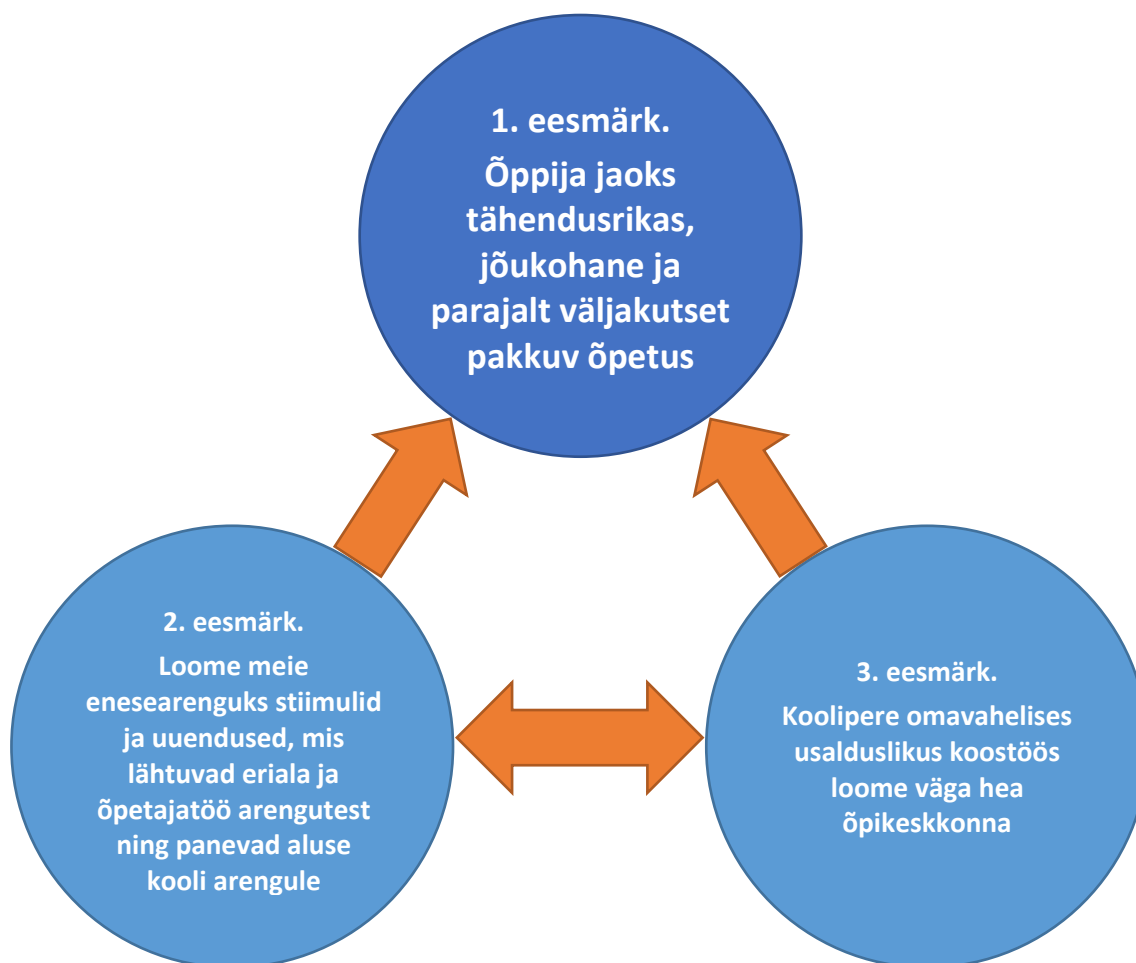 1. eesmärk.
Õppija jaoks
tähendusrikas,
jõukohane ja
parajalt väljakutset
pakkuv õpetus
2. eesmärk.
Loome meie
enesearenguks stiimulid
ja uuendused, mis
lähtuvad eriala ja
õpetajatöö arengutest
ning panevad aluse
kooli arengule
3. eesmärk.
Koolipere omavahelises
usalduslikus koostöös
loome väga hea
õpikeskkonna